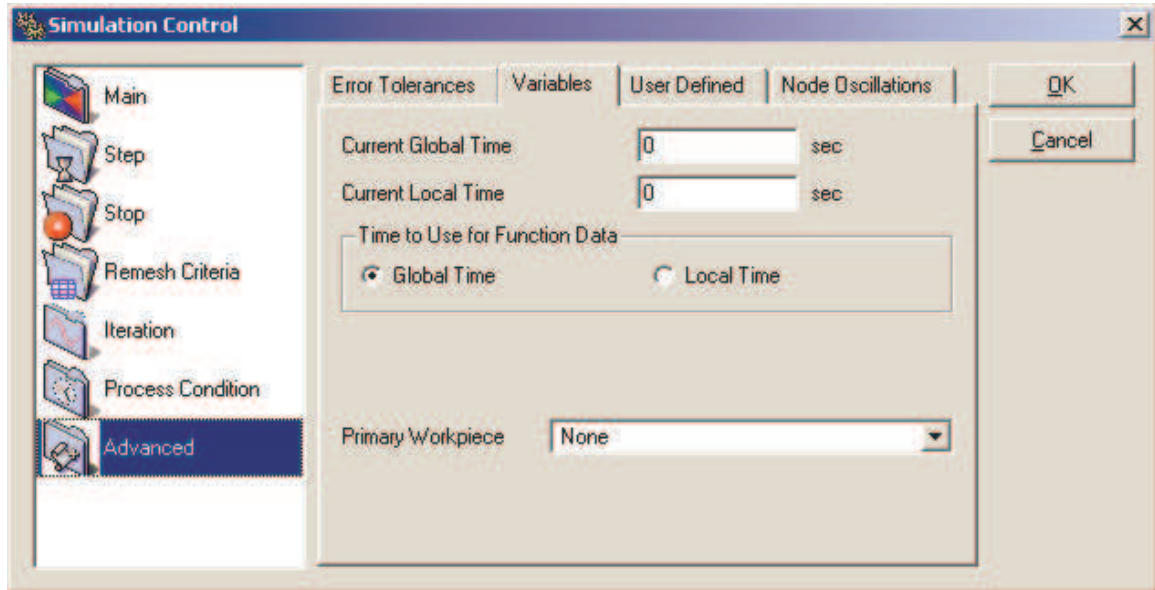 Simulation Control
Main
Step
Stop
Remesh Criteria
Iteration
Process Condition
Advanced
Error Tolerances
Variables
User Defined
Node Oscillations
Current Global Time 0 sec
Current Local Time 0 sec
Time to Use for Function Data
Global Time Local Time
Primary Workpiece None
OK
Cancel